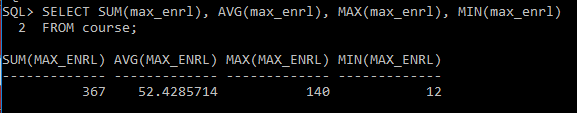 SQL> SELECT SUM(max_enrl), AVG(max_enrl), MAX(max_enrl), MIN(max_enrl)
  2  FROM course;
SUM(MAX_ENRL) AVG(MAX_ENRL) MAX(MAX_ENRL) MIN(MAX_ENRL)
------------- ------------- ------------- -------------
          367    52.4285714           140            12